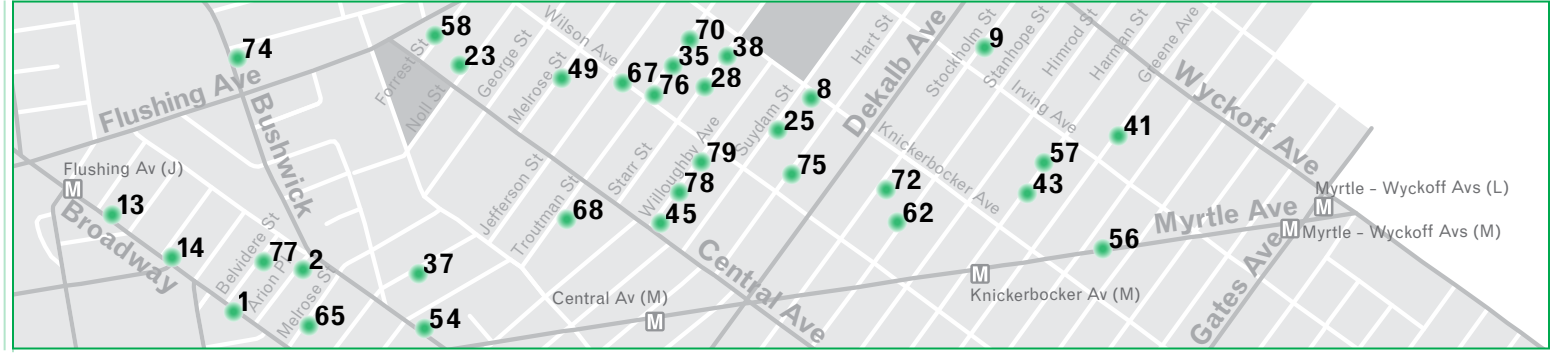 58
70
9
74
Forrest St
23
George St
Wilson Ave
35
38
Hart St
Dekalb Ave
Stockholm St
Stanhope St
Himrod St
Harman St
Greene Ave
Flushing Ave
Melrose St
49
67
76
28
8
Irving Ave
Wyckoff Ave
Noll St
Bushwick
25
Suydam St
Knickerbocker Ave
41
Flushing Av (J)
M
79
75
57
Jefferson St
Troutman St
Starr St
Willoughby Ave
78
72
43
Myrtle - Wyckoff Avs (L)
M
13
Broadway
68
45
62
Myrtle Ave
M
Myrtle - Wyckoff Avs (M)
14
Belvidere St
77
Arion Pl
2
37
Central Ave
56
Gates Ave
M
Knickerbocker Av (M)
Central Av (M)
M
1
Melrose S
65
54